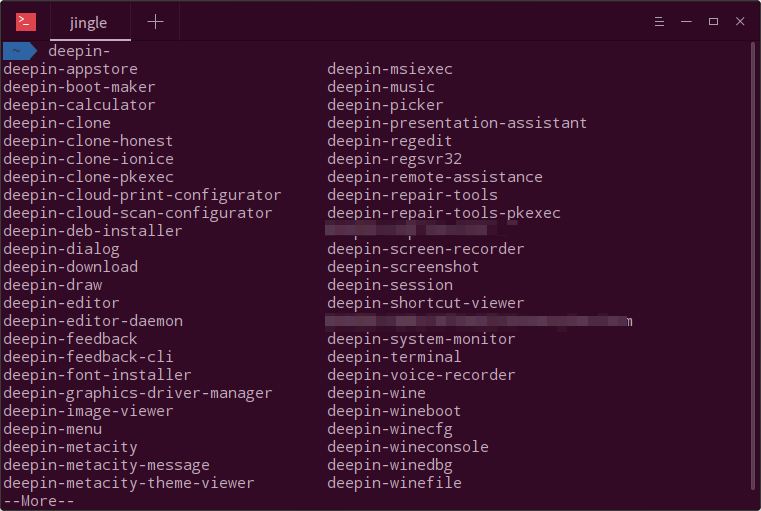 jingle
~ deepin-
deepin-appstore deepin-msiexec
deepin-boot-maker deepin-music
deepin-calculator deepin-picker
deepin-clone deepin-presentation-assistant
deepin-clone-honest deepin-regedit
deepin-clone-ionice deepin-regsvr32
deepin-clone-pkexec deepin-remote-assistance
deepin-cloud-print-configurator deepin-repair-tools
deepin-cloud-scan-configurator deepin-repair-tools-pkexec
deepin-deb-installer
deepin-dialog deepin-screen-recorder
deepin-download deepin-screenshot
deepin-draw deepin-session
deepin-editor deepin-shortcut-viewer
deepin-editor-daemon
deepin-feedback deepin-system-monitor
deepin-feedback-cli deepin-terminal
deepin-font-installer deepin-voice-recorder
deepin-graphics-driver-manager deepin-wine
deepin-image-viewer deepin-wineboot
deepin-menu deepin-winecfg
deepin-metacity deepin-wineconsole
deepin-metacity-message deepin-winedbg
deepin-metacity-theme-viewer deepin-winefile
--More--